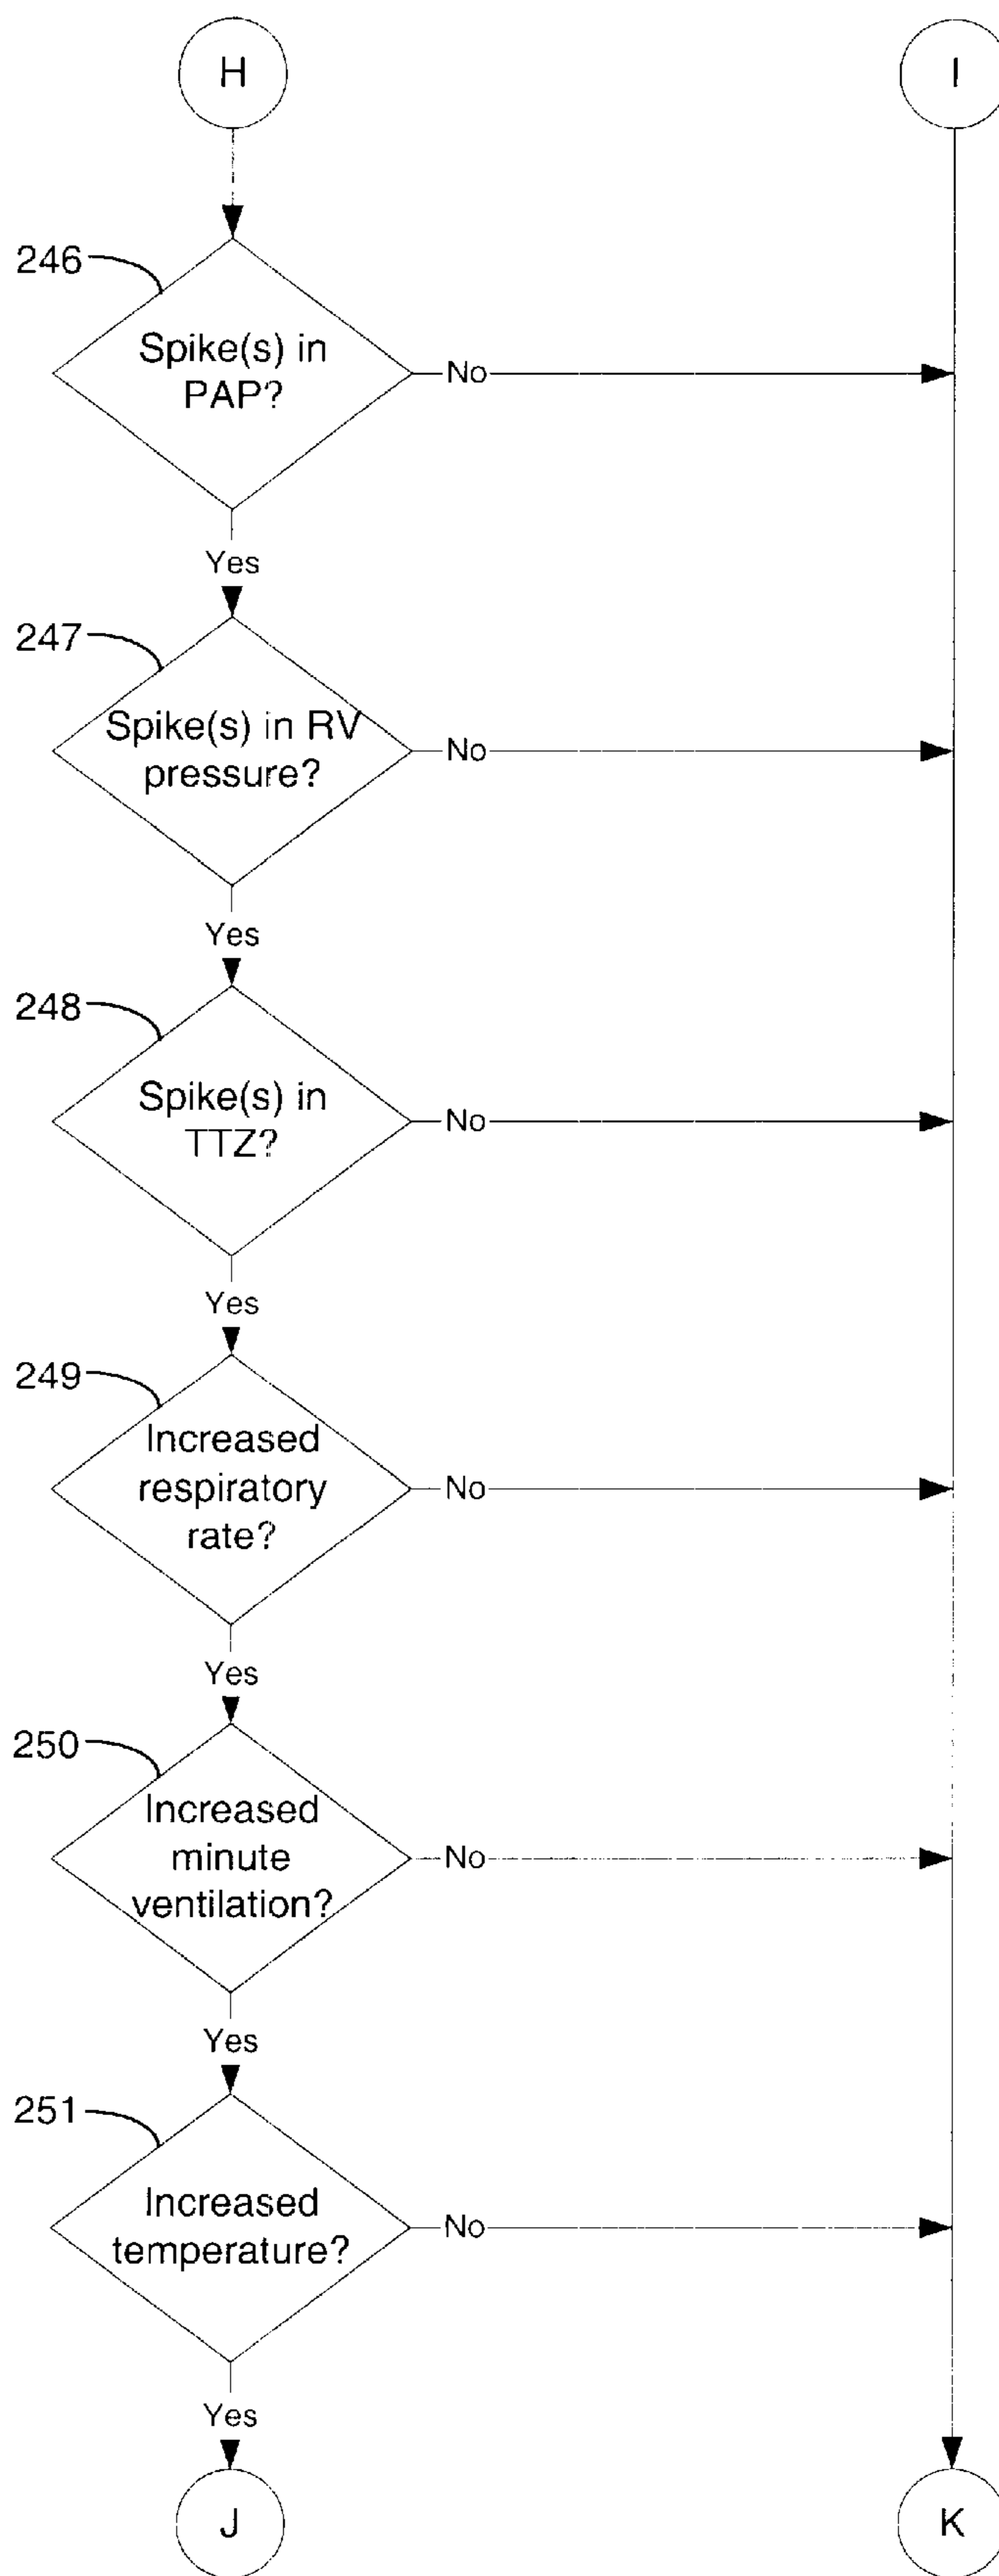 H
I
246
Spike(s) in
PAP?
No
Yes
247
Spike(s) in RV
pressure?
No
Yes
248
Spike(s) in
TTZ?
No
Yes
249
Increased
respiratory
rate?
No
Yes
250
Increased
minute
ventilation?
No
Yes
251
Increased
temperature?
No
Yes
J
K